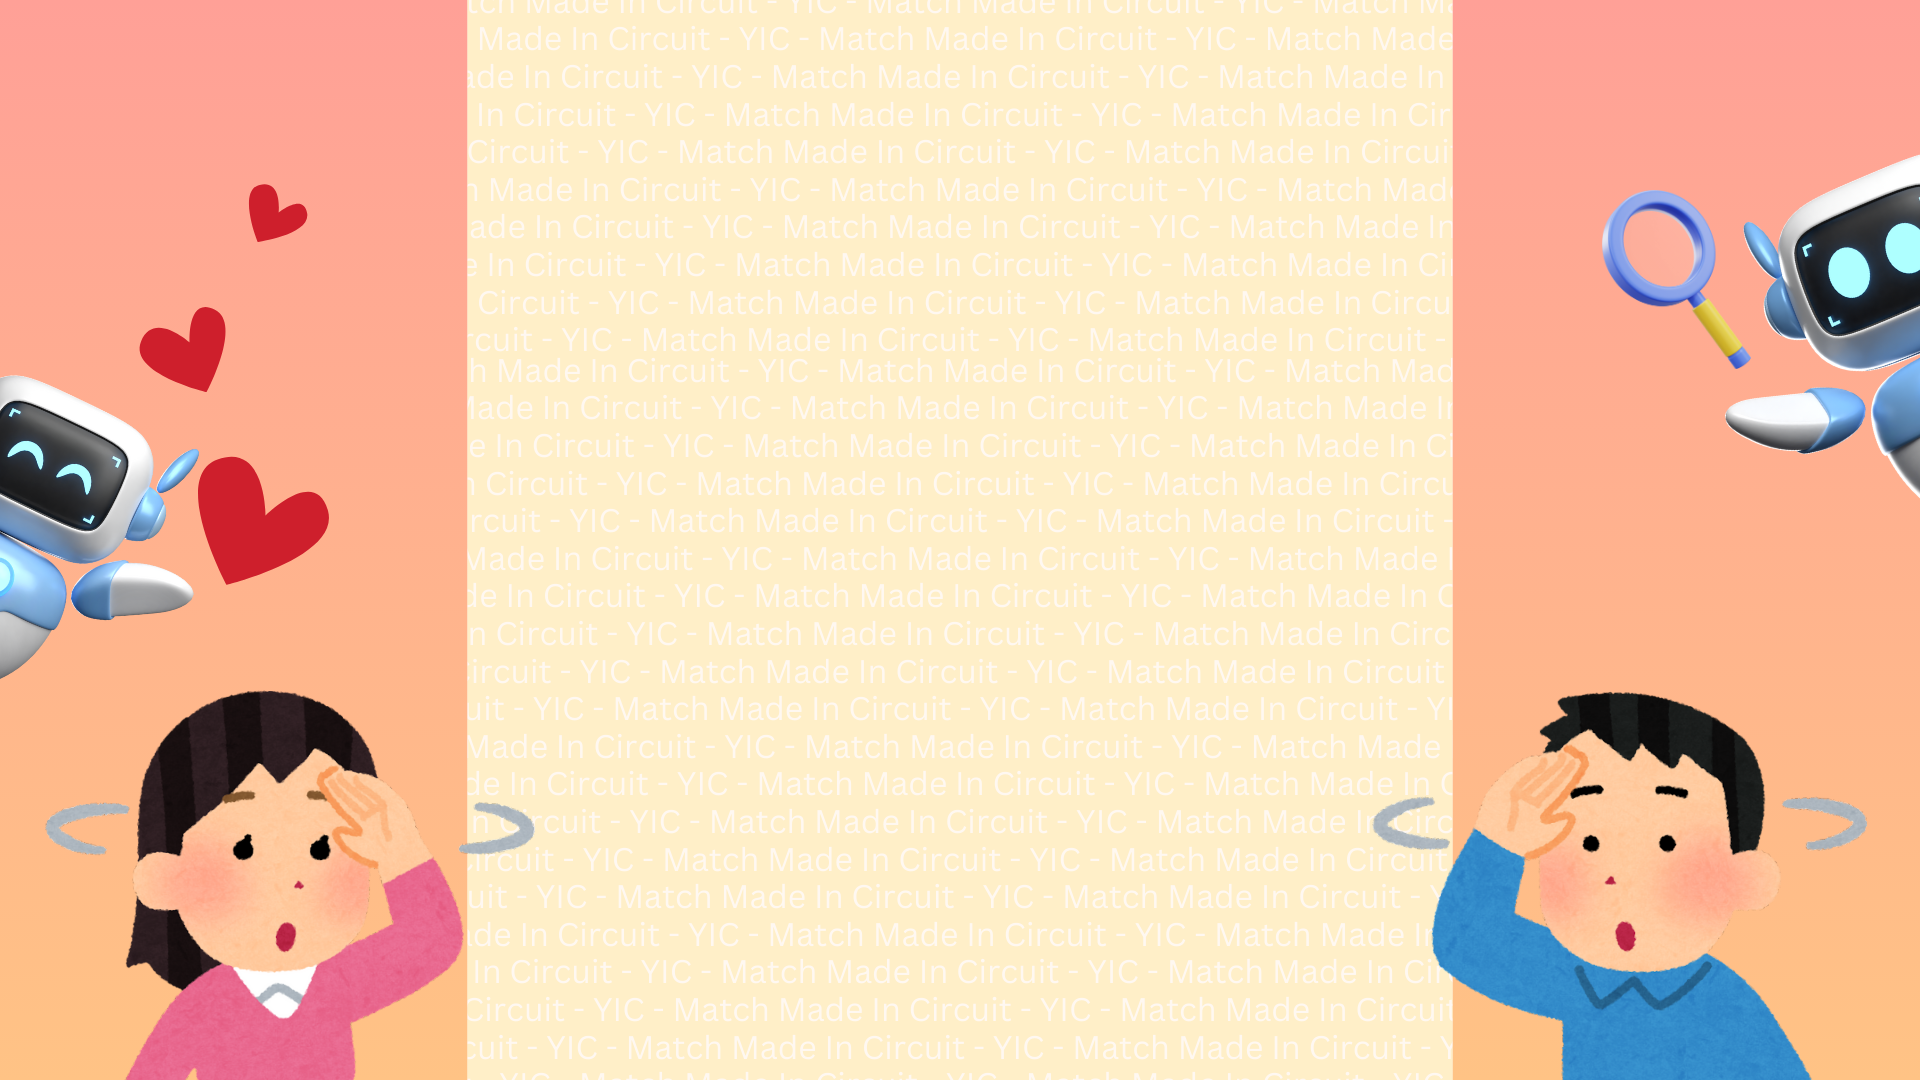 tch Made In Circuit - YIC - Match Made In Circuit - YIC - Match Ma
Made In Circuit - YIC - Match Made In Circuit - YIC - Match Made
ade In Circuit - YIC - Match Made In Circuit - YIC - Match Made In
In Circuit - YIC - Match Made In Circuit - YIC - Match Made In Cir
Circuit - YIC - Match Made In Circuit - YIC - Match Made In Circuit
h Made In Circuit - YIC - Match Made In Circuit - YIC - Match Mad
ade In Circuit - YIC - Match Made In Circuit - YIC - Match Made In
e In Circuit - YIC - Match Made In Circuit - YIC - Match Made In Ci
Circuit - YIC - Match Made In Circuit - YIC - Match Made In Circu
rcuit - YIC - Match Made In Circuit - YIC - Match Made In Circuit -
h Made In Circuit - YIC - Match Made In Circuit - YIC - Match Mad
Made In Circuit - YIC - Match Made In Circuit - YIC - Match Made I
e In Circuit - YIC - Match Made In Circuit - YIC - Match Made In Ci
n Circuit - YIC - Match Made In Circuit - YIC - Match Made In Circu
rcuit - YIC - Match Made In Circuit - YIC - Match Made In Circuit -
Made In Circuit - YIC - Match Made In Circuit - YIC - Match Made I
de In Circuit - YIC - Match Made In Circuit - YIC - Match Made In C
n Circuit - YIC - Match Made In Circuit - YIC - Match Made In Circ
ircuit - YIC - Match Made In Circuit - YIC - Match Made In Circuit
uit - YIC - Match Made In Circuit - YIC - Match Made In Circuit - YI
Made In Circuit - YIC - Match Made In Circuit - YIC - Match Made
de In Circuit - YIC - Match Made In Circuit - YIC - Match Made In C
n Circuit - YIC - Match Made In Circuit - YIC - Match Made In Circ
ircuit - YIC - Match Made In Circuit - YIC - Match Made In Circuit
uit - YIC - Match Made In Circuit - YIC - Match Made In Circuit - Y
de In Circuit - YIC - Match Made In Circuit - YIC - Match Made In
In Circuit - YIC - Match Made In Circuit - YIC - Match Made In Cir
Circuit - YIC - Match Made In Circuit - YIC - Match Made In Circuit
cuit - YIC - Match Made In Circuit - YIC - Match Made In Circuit - Y
- YIC - Match Made In Circuit - YIC - Match Made In Circuit - YIC